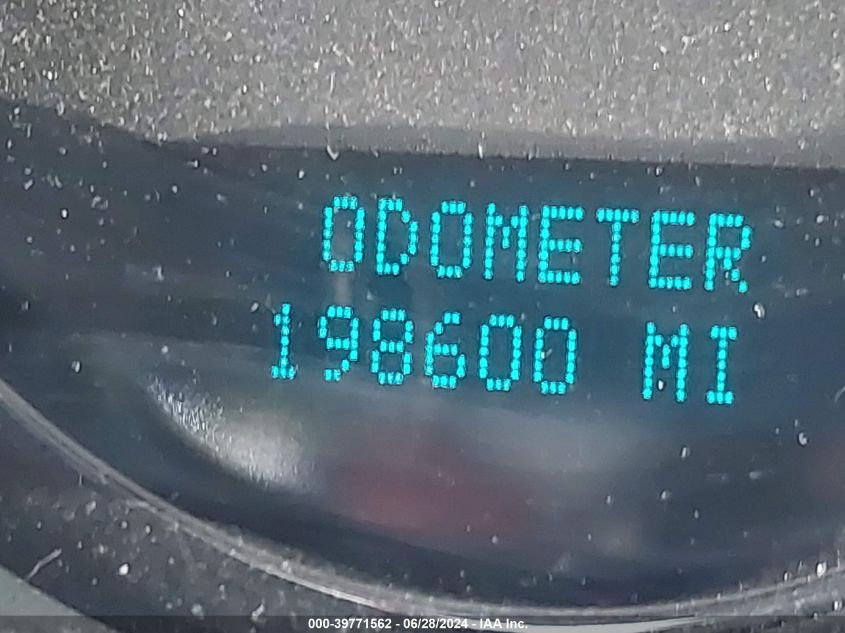 ODOMETER
198600 MI
000-39771562 - 06/28/2024 - IAA Inc.